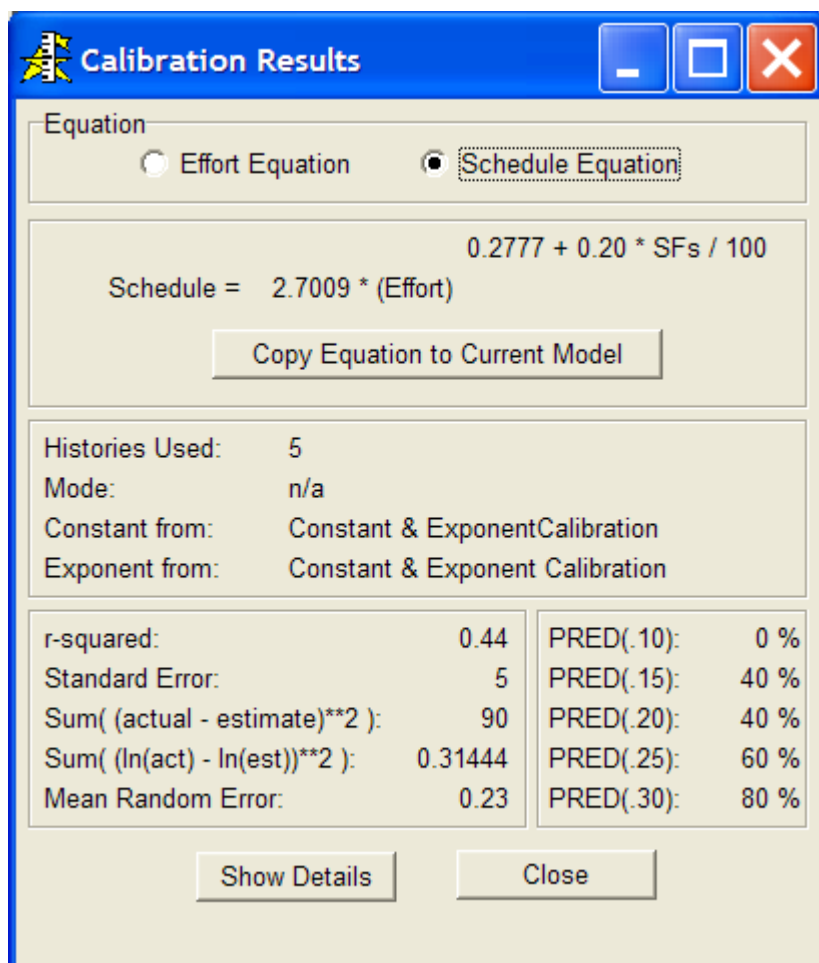 Calibration Results
Equation
Effort Equation Schedule Equation
0.2777 + 0.20 * SFs / 100
Schedule = 2.7009 * (Effort)
Copy Equation to Current Model
Histories Used: 5
Mode: n/a
Constant from: Constant & ExponentCalibration
Exponent from: Constant & Exponent Calibration
r-squared: 0.44 PRED(.10): 0 %
Standard Error: 5 PRED(.15): 40 %
Sum( (actual - estimate)**2 ): 90 PRED(.20): 40 %
Sum( (ln(act) - ln(est))**2 ): 0.31444 PRED(.25): 60 %
Mean Random Error: 0.23 PRED(.30): 80 %
Show Details Close